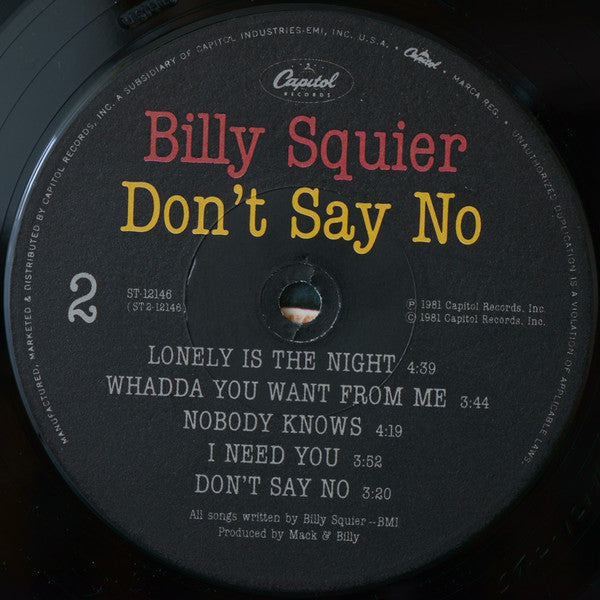 MANUFACTURED, MARKETED & DISTRIBUTED BY CAPITOL RECORDS, INC. A SUBSIDIARY OF CAPITOL INDUSTRIES-EMI, INC. U.S.A. • Capitol • MARCA REG. • UNAUTHORIZED DUPLICATION IS A VIOLATION OF APPLICABLE LAWS.
Capitol
RECORDS
Billy Squier
Don't Say No
2
ST-12146
(ST 2-12146)
℗ 1981 Capitol Records, Inc.
© 1981 Capitol Records, Inc.
LONELY IS THE NIGHT 4:39
WHADDA YOU WANT FROM ME 3:44
NOBODY KNOWS 4:19
I NEED YOU 3:52
DON'T SAY NO 3:20
All songs written by Billy Squier--BMI
Produced by Mack & Billy